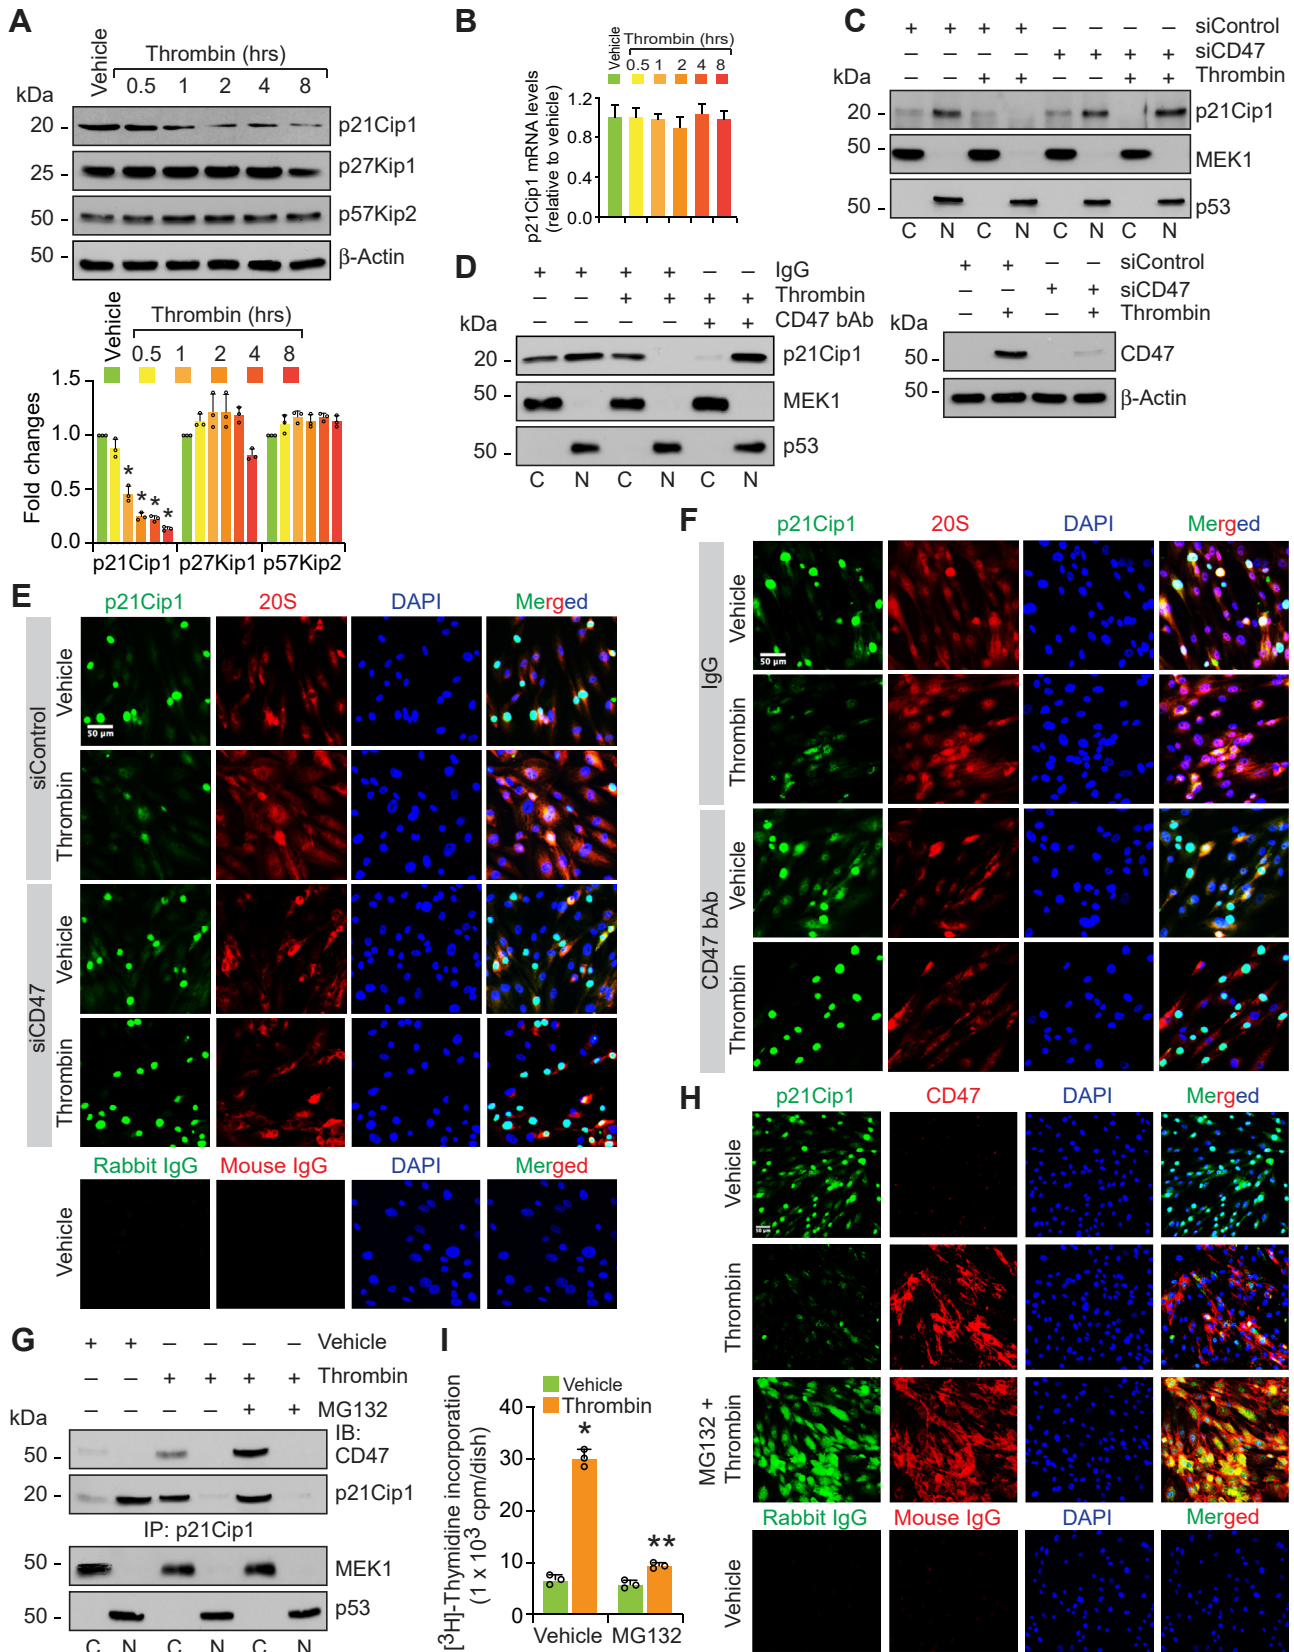 A
Vehicle
Thrombin (hrs)
0.5 1 2 4 8
kDa
20 - p21Cip1
25 - p27Kip1
50 - p57Kip2
50 - β-Actin
Vehicle
Thrombin (hrs)
0.5 1 2 4 8
Fold changes
1.5
1.0
0.5
0.0
* * * *
p21Cip1 p27Kip1 p57Kip2
B
Vehicle
Thrombin (hrs)
0.5 1 2 4 8
p21Cip1 mRNA levels
(relative to vehicle)
1.2
0.8
0.4
0.0
C
+ + + + – – – – siControl
– – – – + + + + siCD47
– – + + – – + + Thrombin
kDa
20 - p21Cip1
50 - MEK1
50 - p53
C N C N C N C N
+ + – – siControl
– – + + siCD47
– + – + Thrombin
kDa
50 - CD47
50 - β-Actin
D
+ + + + – – IgG
– – + + + + Thrombin
– – – – + + CD47 bAb
kDa
20 - p21Cip1
50 - MEK1
50 - p53
C N C N C N
E
p21Cip1 20S DAPI Merged
siControl
Vehicle
50 µm
Thrombin
siCD47
Vehicle
Thrombin
Rabbit IgG Mouse IgG DAPI Merged
Vehicle
F
p21Cip1 20S DAPI Merged
IgG
Vehicle
50 µm
Thrombin
CD47 bAb
Vehicle
Thrombin
G
+ + – – – – Vehicle
– – + + + + Thrombin
– – – – + + MG132
kDa
IB:
50 - CD47
20 - p21Cip1
IP: p21Cip1
50 - MEK1
50 - p53
C N C N C N
H
p21Cip1 CD47 DAPI Merged
Vehicle
50 µm
Thrombin
MG132 +
Thrombin
Rabbit IgG Mouse IgG DAPI Merged
Vehicle
I
Vehicle
Thrombin
[³H]-Thymidine incorporation
(1 x 10³ cpm/dish)
40
30
20
10
0
*
**
Vehicle MG132